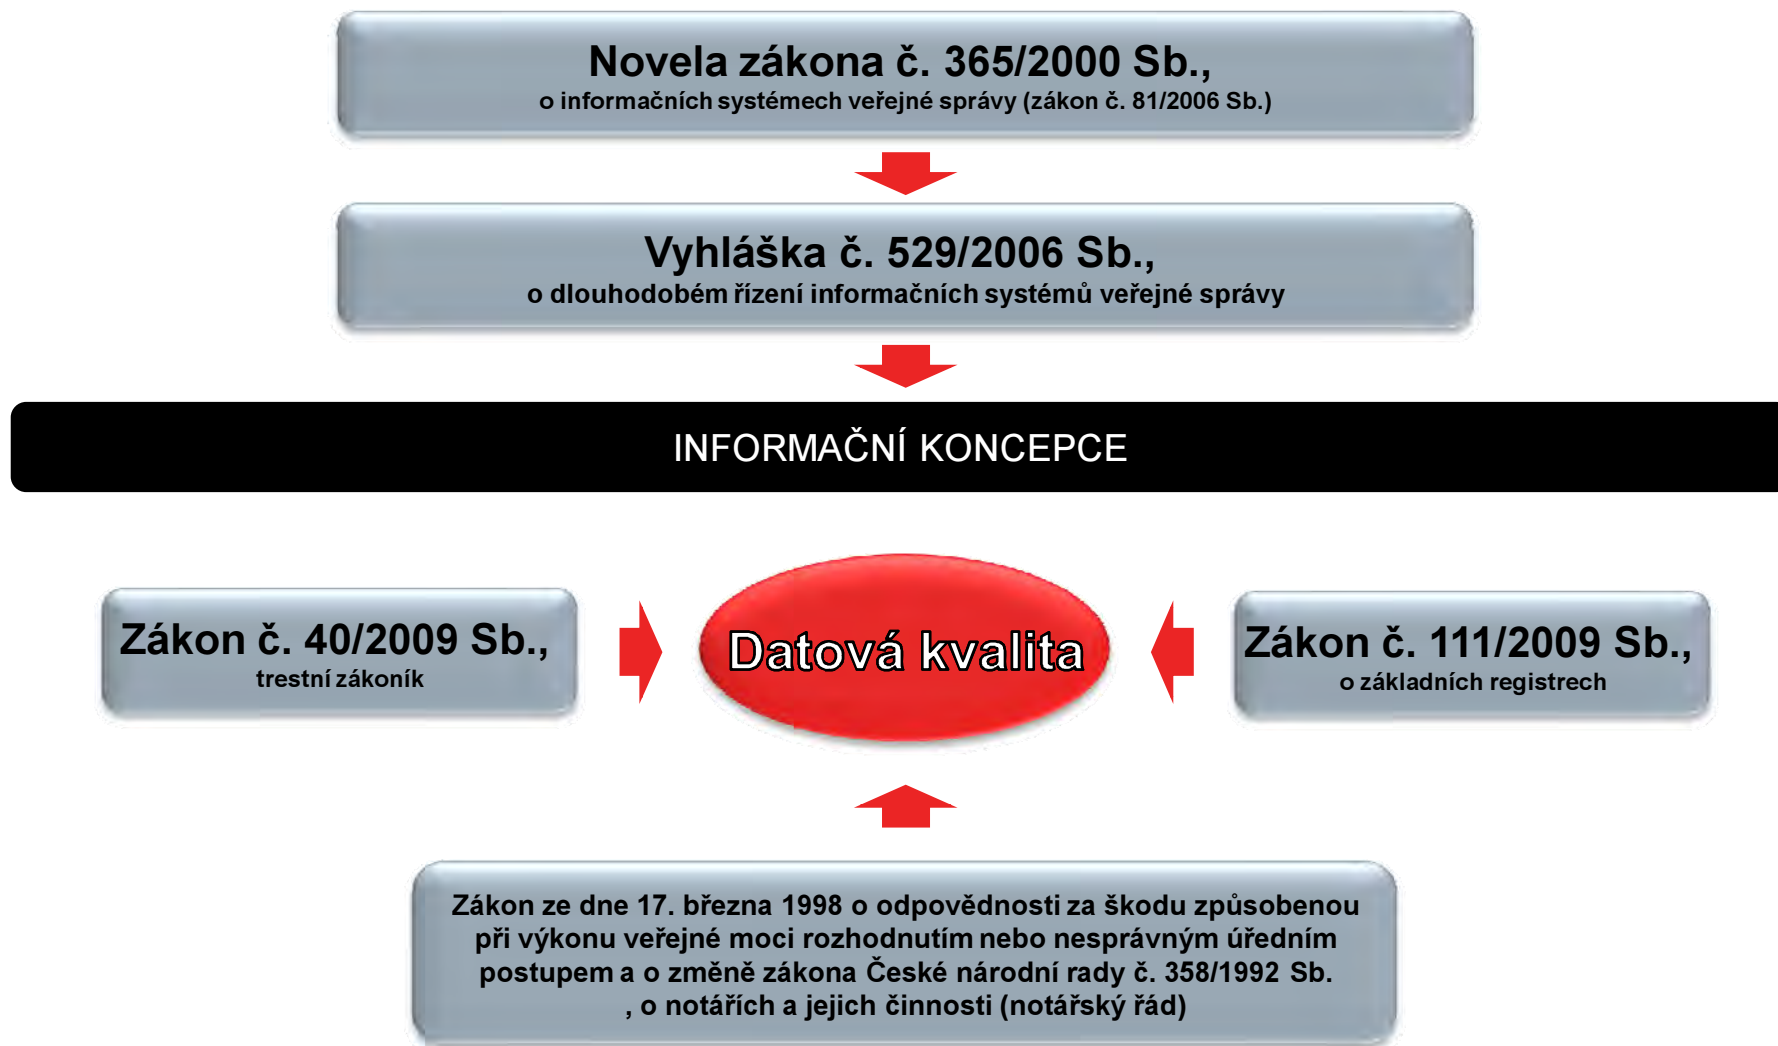 Novela zákona č. 365/2000 Sb.,
o informačních systémech veřejné správy (zákon č. 81/2006 Sb.)
Vyhláška č. 529/2006 Sb.,
o dlouhodobém řízení informačních systémů veřejné správy
INFORMAČNÍ KONCEPCE
Zákon č. 40/2009 Sb.,
trestní zákoník
Datová kvalita
Zákon č. 111/2009 Sb.,
o základních registrech
Zákon ze dne 17. března 1998 o odpovědnosti za škodu způsobenou
při výkonu veřejné moci rozhodnutím nebo nesprávným úředním
postupem a o změně zákona České národní rady č. 358/1992 Sb.
, o notářích a jejich činnosti (notářský řád)